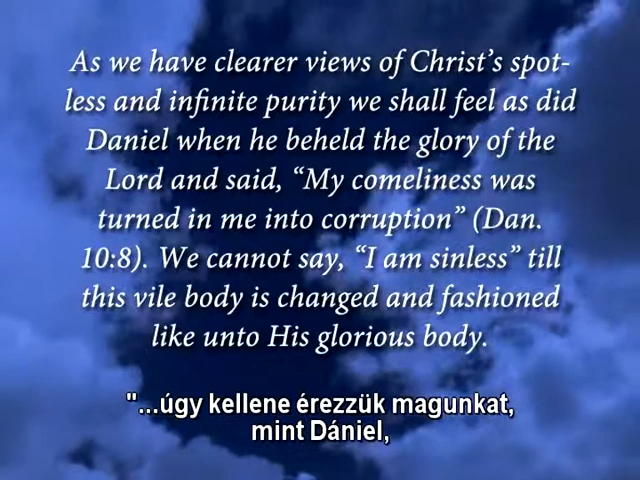 As we have clearer views of Christ’s spot-
less and infinite purity we shall feel as did
Daniel when he beheld the glory of the
Lord and said, “My comeliness was
turned in me into corruption” (Dan.
10:8). We cannot say, “I am sinless” till
this vile body is changed and fashioned
like unto His glorious body.
"...úgy kellene érezzük magunkat,
mint Dániel,